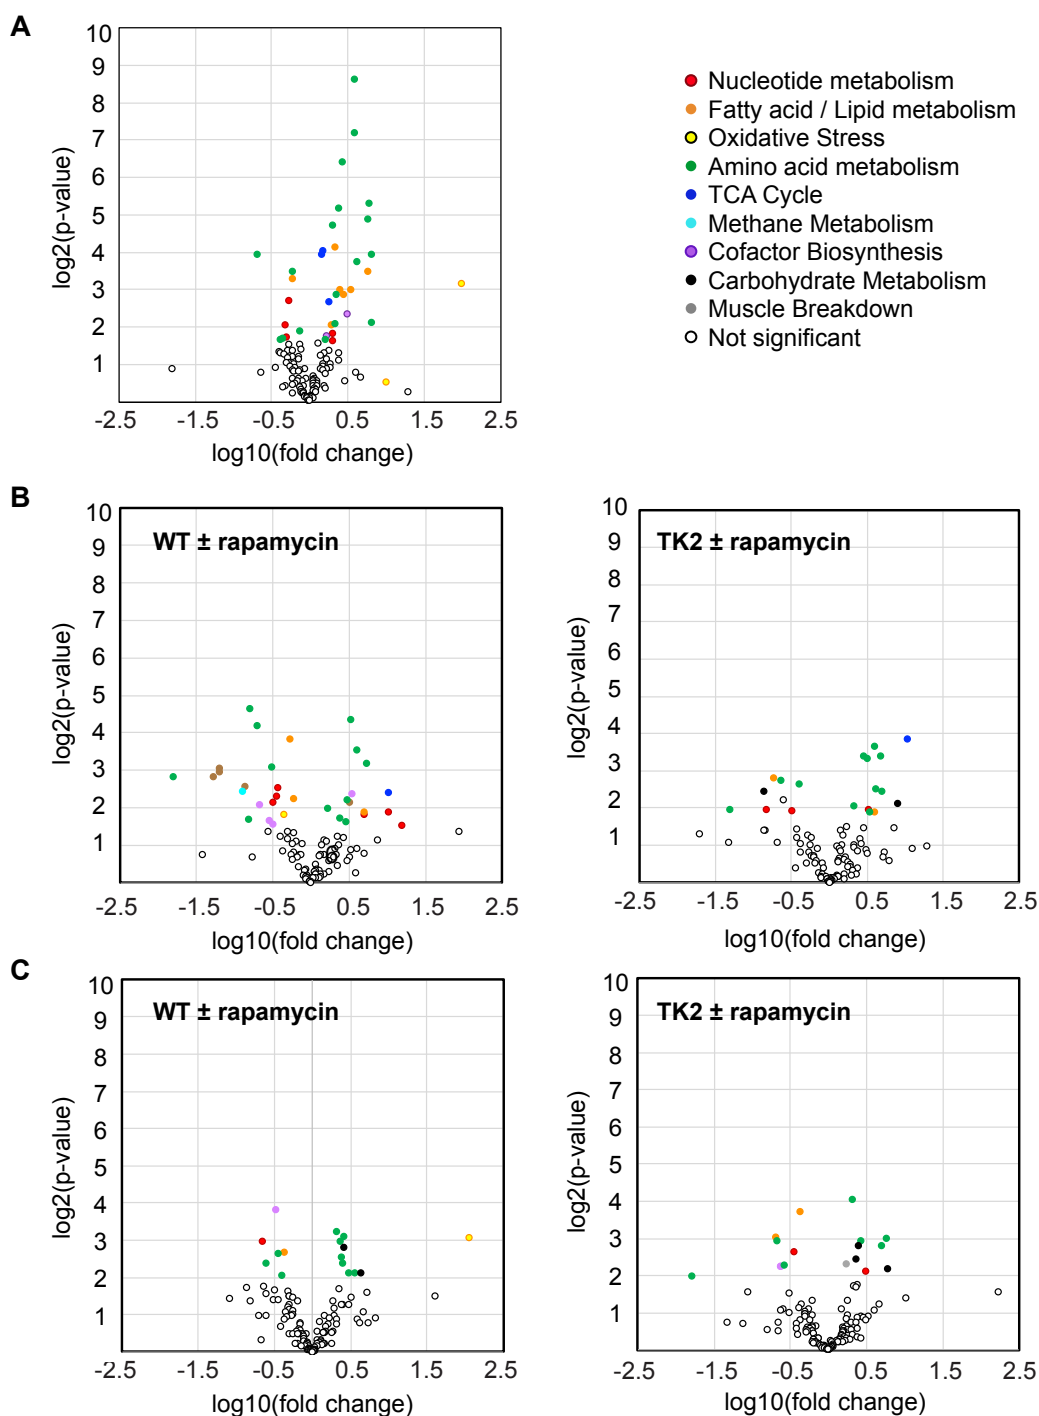 A
10
9
8
7
6
5
4
3
2
1
log2(p-value)
-2.5
-1.5
-0.5
0.5
1.5
2.5
log10(fold change)
Nucleotide metabolism
Fatty acid / Lipid metabolism
Oxidative Stress
Amino acid metabolism
TCA Cycle
Methane Metabolism
Cofactor Biosynthesis
Carbohydrate Metabolism
Muscle Breakdown
Not significant
B
WT ± rapamycin
10
9
8
7
6
5
4
3
2
1
log2(p-value)
-2.5
-1.5
-0.5
0.5
1.5
2.5
log10(fold change)
TK2 ± rapamycin
10
9
8
7
6
5
4
3
2
1
log2(p-value)
-2.5
-1.5
-0.5
0.5
1.5
2.5
log10(fold change)
C
WT ± rapamycin
10
9
8
7
6
5
4
3
2
1
log2(p-value)
-2.5
-1.5
-0.5
0.5
1.5
2.5
log10(fold change)
TK2 ± rapamycin
10
9
8
7
6
5
4
3
2
1
log2(p-value)
-2.5
-1.5
-0.5
0.5
1.5
2.5
log10(fold change)